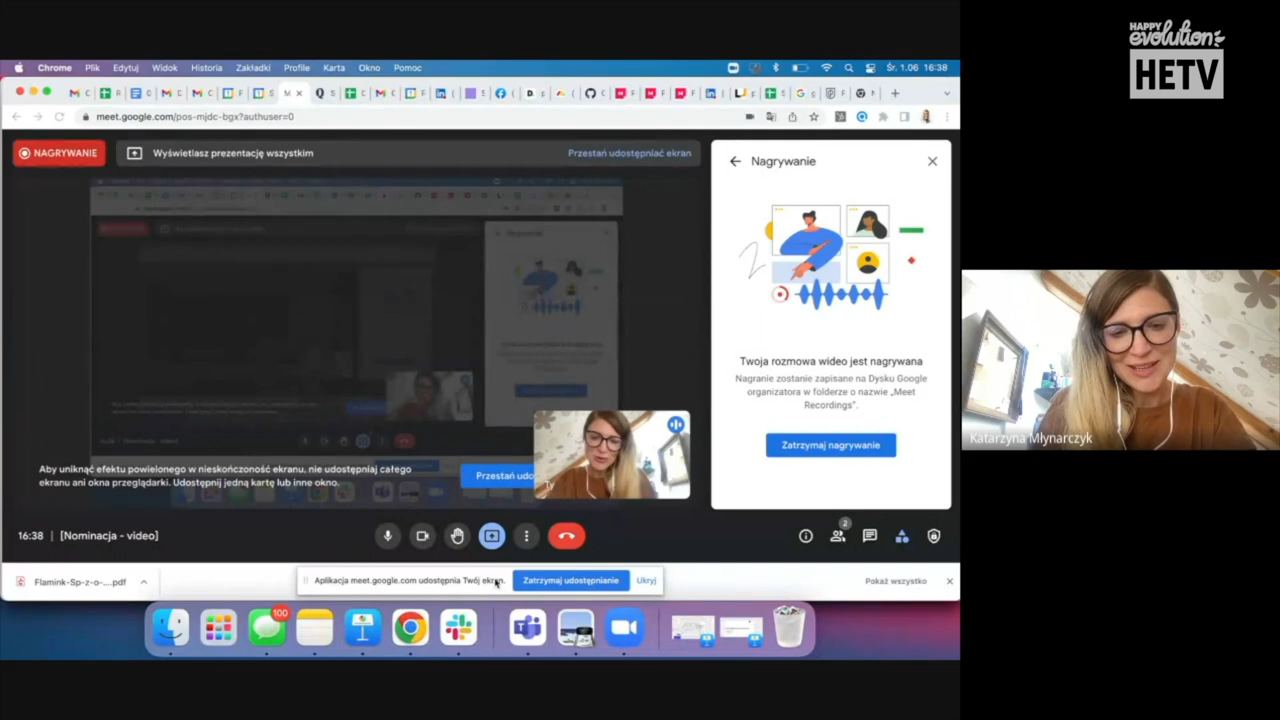 HAPPY
evolution
HETV
Chrome Plik Edytuj Widok Historia Zakładki Profile Karta Okno Pomoc
Śr. 1.06 16:38
meet.google.com/pos-mjdc-bgx?authuser=0
NAGRYWANIE
Wyświetlasz prezentację wszystkim
Przestań udostępniać ekran
Nagrywanie
Twoja rozmowa wideo jest nagrywana
Nagranie zostanie zapisane na Dysku Google
organizatora w folderze o nazwie „Meet
Recordings”.
Zatrzymaj nagrywanie
Katarzyna Młynarczyk
Aby uniknąć efektu powielonego w nieskończoność ekranu, nie udostępniaj całego
ekranu ani okna przeglądarki. Udostępnij jedną kartę lub inne okno.
Przestań udo
Ty
16:38 | [Nominacja - video]
2
Flamink-Sp-z-o-....pdf
Aplikacja meet.google.com udostępnia Twój ekran.
Zatrzymaj udostępnianie
Ukryj
Pokaż wszystko
100